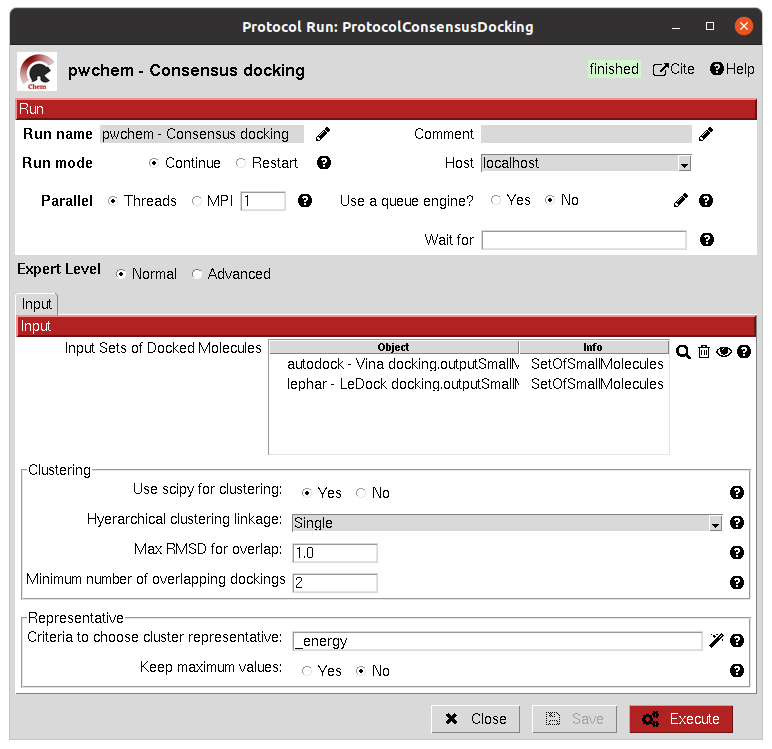 Protocol Run: ProtocolConsensusDocking
Chem
pwchem - Consensus docking
finished Cite Help
Run
Run name pwchem - Consensus docking Comment
Run mode Continue Restart Host localhost
Parallel Threads MPI 1 Use a queue engine? Yes No
Wait for
Expert Level Normal Advanced
Input
Input
Input Sets of Docked Molecules Object Info
autodock - Vina docking.outputSmallM SetOfSmallMolecules
lephar - LeDock docking.outputSmallM SetOfSmallMolecules
Clustering
Use scipy for clustering: Yes No
Hyerarchical clustering linkage: Single
Max RMSD for overlap: 1.0
Minimum number of overlapping dockings 2
Representative
Criteria to choose cluster representative: _energy
Keep maximum values: Yes No
Close Save Execute